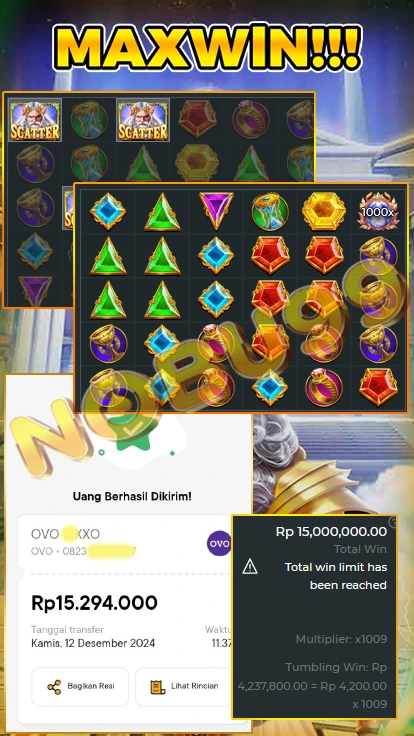 MAXWIN!!!
SCATTER
SCATTER
1000x
NOBU99
Uang Berhasil Dikirim!
OVO XXO
OVO • 0823 7
OVO
Rp15.294.000
Tanggal transfer
Waktu
Kamis, 12 Desember 2024
11.37
Bagikan Resi
Lihat Rincian
Rp 15,000,000.00
Total Win
Total win limit has
been reached
Multiplier: x1009
Tumbling Win: Rp
4,237,800.00 = Rp 4,200.00
x 1009